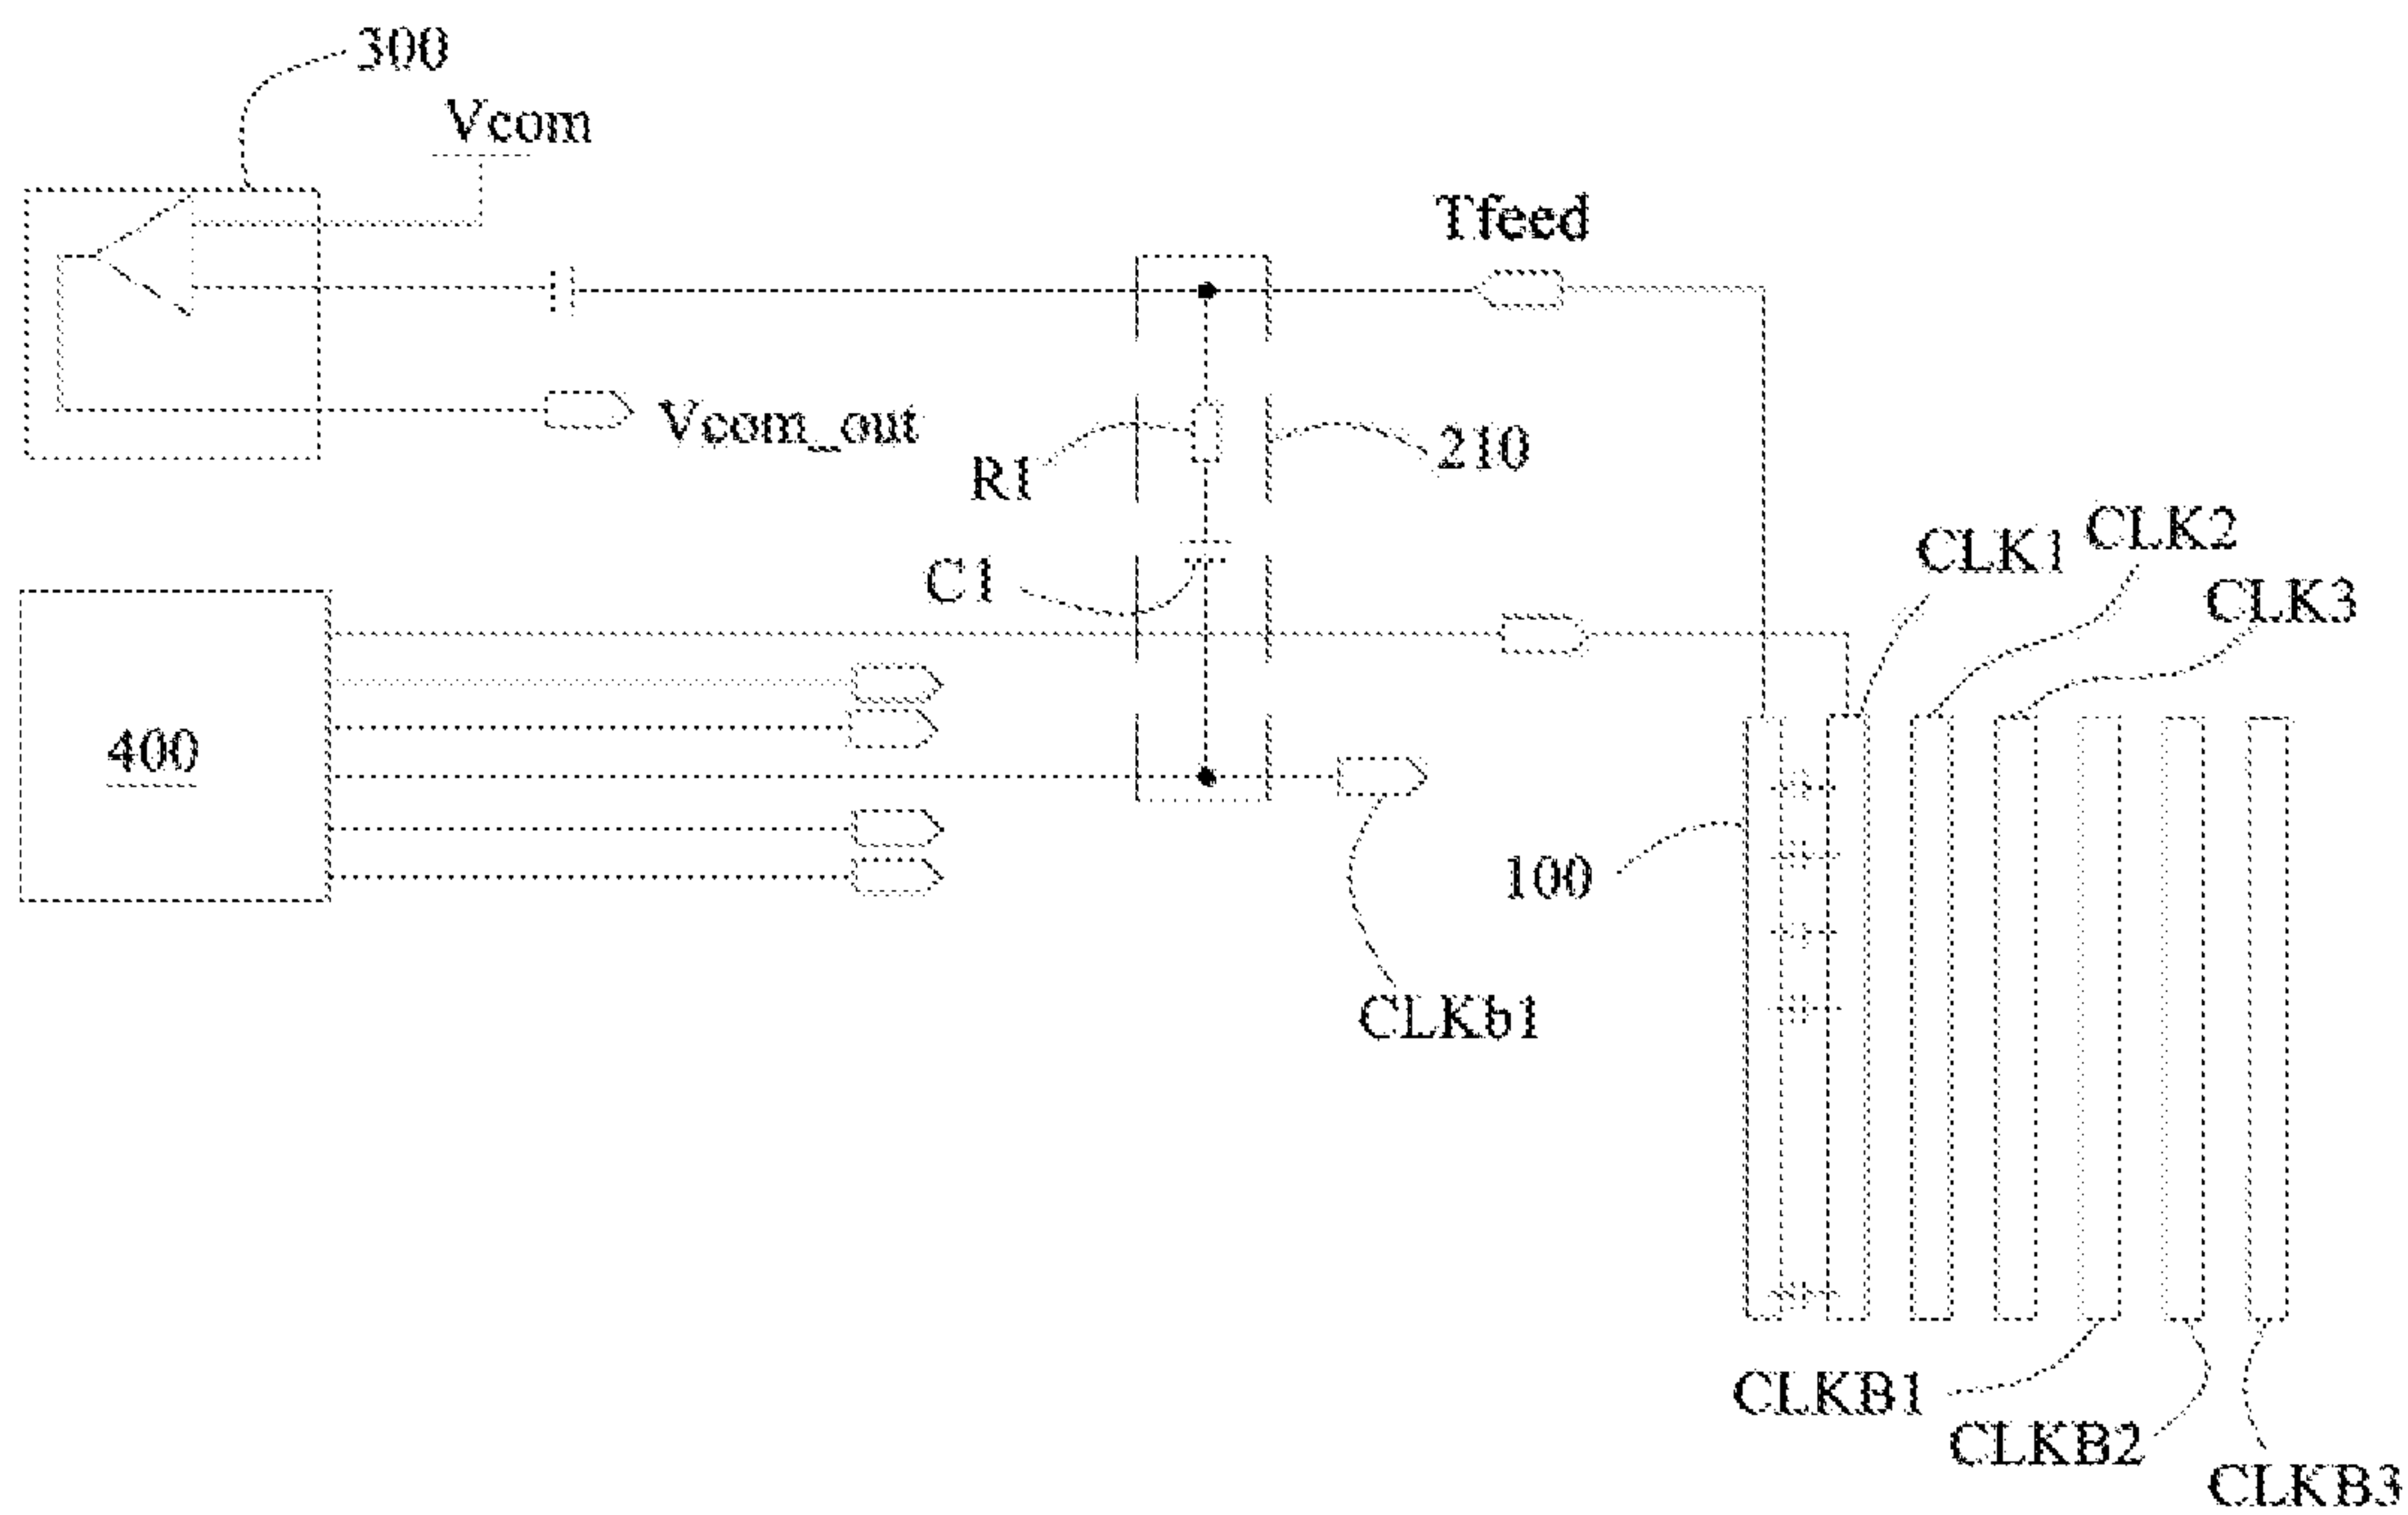 300
Vcom
Tfeed
Vcom_out
R1
210
C1
CLK1
CLK2
CLK3
400
100
CLKb1
CLKB1
CLKB2
CLKB3